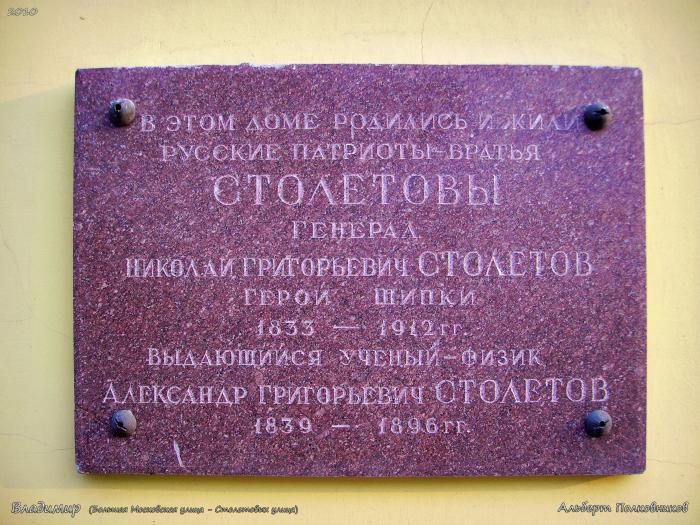 2010
В ЭТОМ ДОМЕ РОДИЛИСЬ И ЖИЛИ
РУССКИЕ ПАТРИОТЫ-БРАТЬЯ
СТОЛЕТОВЫ
ГЕНЕРАЛ
НИКОЛАЙ ГРИГОРЬЕВИЧ СТОЛЕТОВ
ГЕРОЙ ШИПКИ
1833 — 1912 гг.
ВЫДАЮЩИЙСЯ УЧЕНЫЙ-ФИЗИК
АЛЕКСАНДР ГРИГОРЬЕВИЧ СТОЛЕТОВ
1839 — 1896 гг.
Владимир (Большая Московская улица - Столетовых улица)
Альберт Полковников